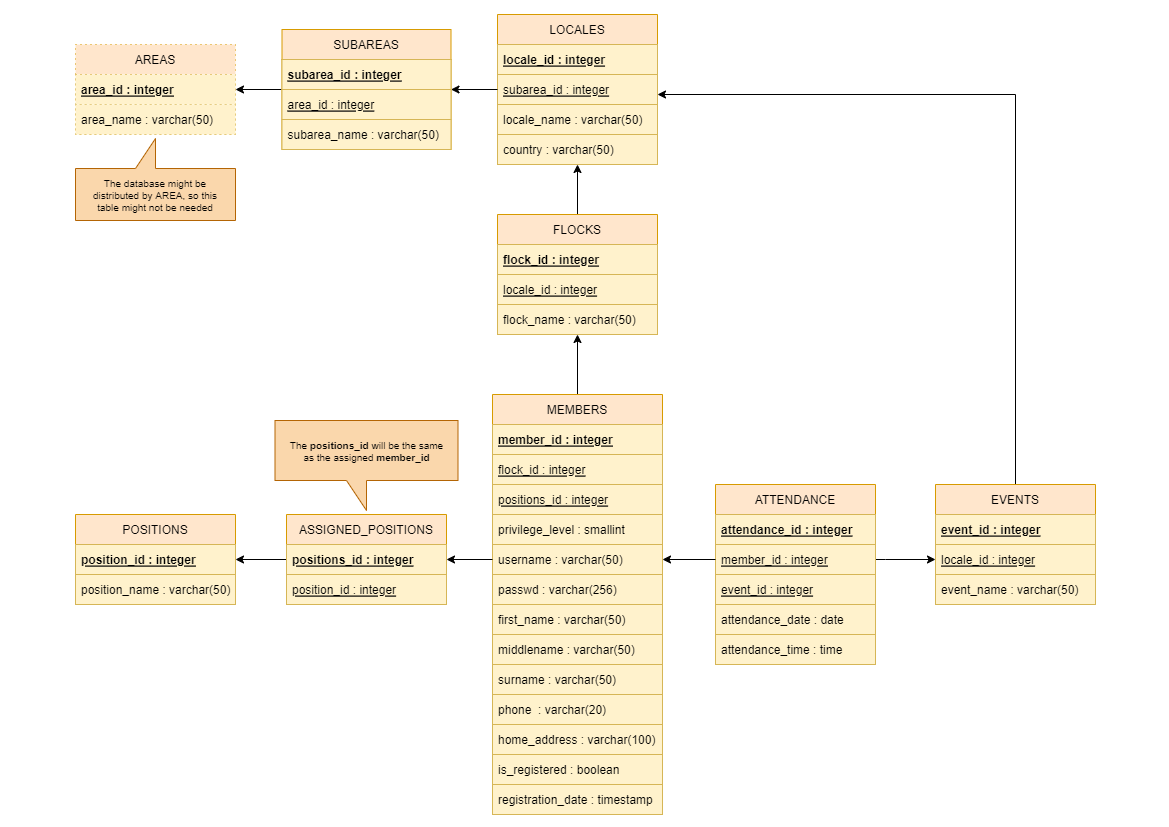 AREAS
area_id : integer
area_name : varchar(50)
The database might be
distributed by AREA, so this
table might not be needed
SUBAREAS
subarea_id : integer
area_id : integer
subarea_name : varchar(50)
LOCALES
locale_id : integer
subarea_id : integer
locale_name : varchar(50)
country : varchar(50)
FLOCKS
flock_id : integer
locale_id : integer
flock_name : varchar(50)
MEMBERS
member_id : integer
flock_id : integer
positions_id : integer
privilege_level : smallint
username : varchar(50)
passwd : varchar(256)
first_name : varchar(50)
middlename : varchar(50)
surname : varchar(50)
phone  : varchar(20)
home_address : varchar(100)
is_registered : boolean
registration_date : timestamp
The positions_id will be the same
as the assigned member_id
POSITIONS
position_id : integer
position_name : varchar(50)
ASSIGNED_POSITIONS
positions_id : integer
position_id : integer
ATTENDANCE
attendance_id : integer
member_id : integer
event_id : integer
attendance_date : date
attendance_time : time
EVENTS
event_id : integer
locale_id : integer
event_name : varchar(50)